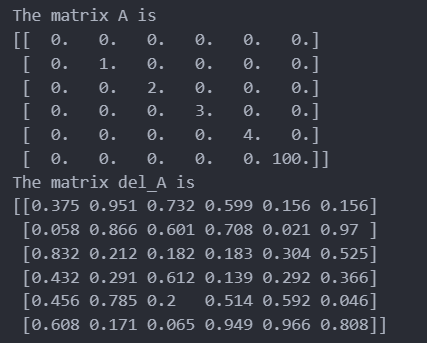 The matrix A is
[[  0.   0.   0.   0.   0.   0.]
 [  0.   1.   0.   0.   0.   0.]
 [  0.   0.   2.   0.   0.   0.]
 [  0.   0.   0.   3.   0.   0.]
 [  0.   0.   0.   0.   4.   0.]
 [  0.   0.   0.   0.   0. 100.]]
The matrix del_A is
[[0.375 0.951 0.732 0.599 0.156 0.156]
 [0.058 0.866 0.601 0.708 0.021 0.97 ]
 [0.832 0.212 0.182 0.183 0.304 0.525]
 [0.432 0.291 0.612 0.139 0.292 0.366]
 [0.456 0.785 0.2   0.514 0.592 0.046]
 [0.608 0.171 0.065 0.949 0.966 0.808]]